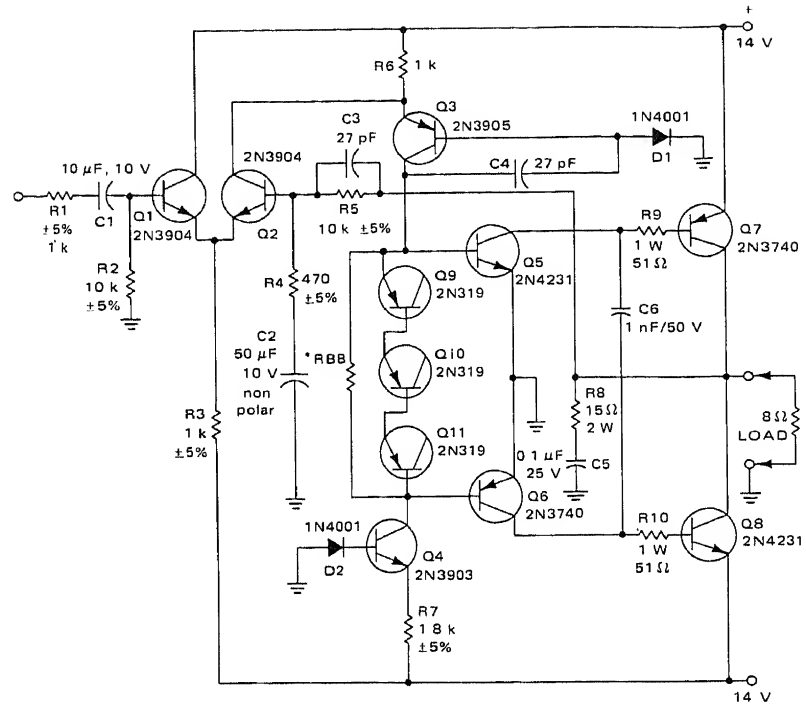 +
14 V
R6
1 k
Q3
2N3905
1N4001
D1
C3
27 pF
C4
27 pF
10 µF, 10 V
2N3904
R1
±5%
1 k
C1
Q1
2N3904
Q2
R5
10 k ±5%
R9
1 W
51Ω
Q7
2N3740
R2
10 k
±5%
R4
470
±5%
Q9
2N319
Q5
2N4231
C6
1 nF/50 V
C2
50 µF
10 V
non
polar
*RBB
Q10
2N319
R8
15Ω
2 W
8Ω
LOAD
R3
1 k
±5%
Q11
2N319
0 1 µF
25 V
C5
Q6
2N3740
1N4001
D2
Q4
2N3903
R10
1 W
51Ω
Q8
2N4231
R7
1 8 k
±5%
14 V